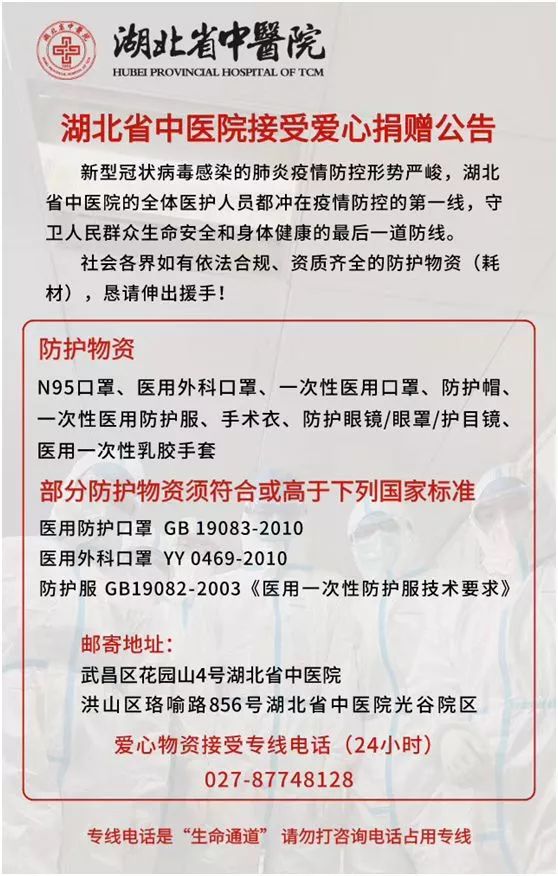 湖北省中醫院
HUBEI PROVINCIAL HOSPITAL OF TCM
湖北省中医院接受爱心捐赠公告
新型冠状病毒感染的肺炎疫情防控形势严峻，湖北
省中医院的全体医护人员都冲在疫情防控的第一线，守
卫人民群众生命安全和身体健康的最后一道防线。
社会各界如有依法合规、资质齐全的防护物资（耗
材），恳请伸出援手！
防护物资
N95口罩、医用外科口罩、一次性医用口罩、防护帽、
一次性医用防护服、手术衣、防护眼镜/眼罩/护目镜、
医用一次性乳胶手套
部分防护物资须符合或高于下列国家标准
医用防护口罩 GB 19083-2010
医用外科口罩 YY 0469-2010
防护服 GB19082-2003《医用一次性防护服技术要求》
邮寄地址：
武昌区花园山4号湖北省中医院
洪山区珞喻路856号湖北省中医院光谷院区
爱心物资接受专线电话（24小时）
027-87748128
专线电话是“生命通道” 请勿打咨询电话占用专线